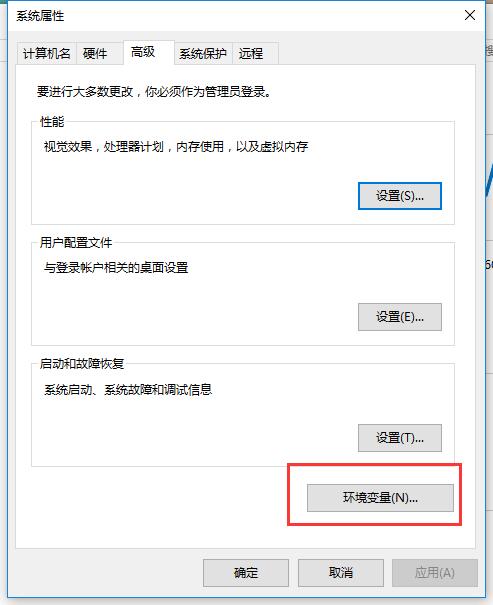 系统属性
计算机名 硬件 高级 系统保护 远程
要进行大多数更改，你必须作为管理员登录。
性能
视觉效果，处理器计划，内存使用，以及虚拟内存
设置(S)...
用户配置文件
与登录帐户相关的桌面设置
设置(E)...
启动和故障恢复
系统启动、系统故障和调试信息
设置(T)...
环境变量(N)...
确定 取消 应用(A)